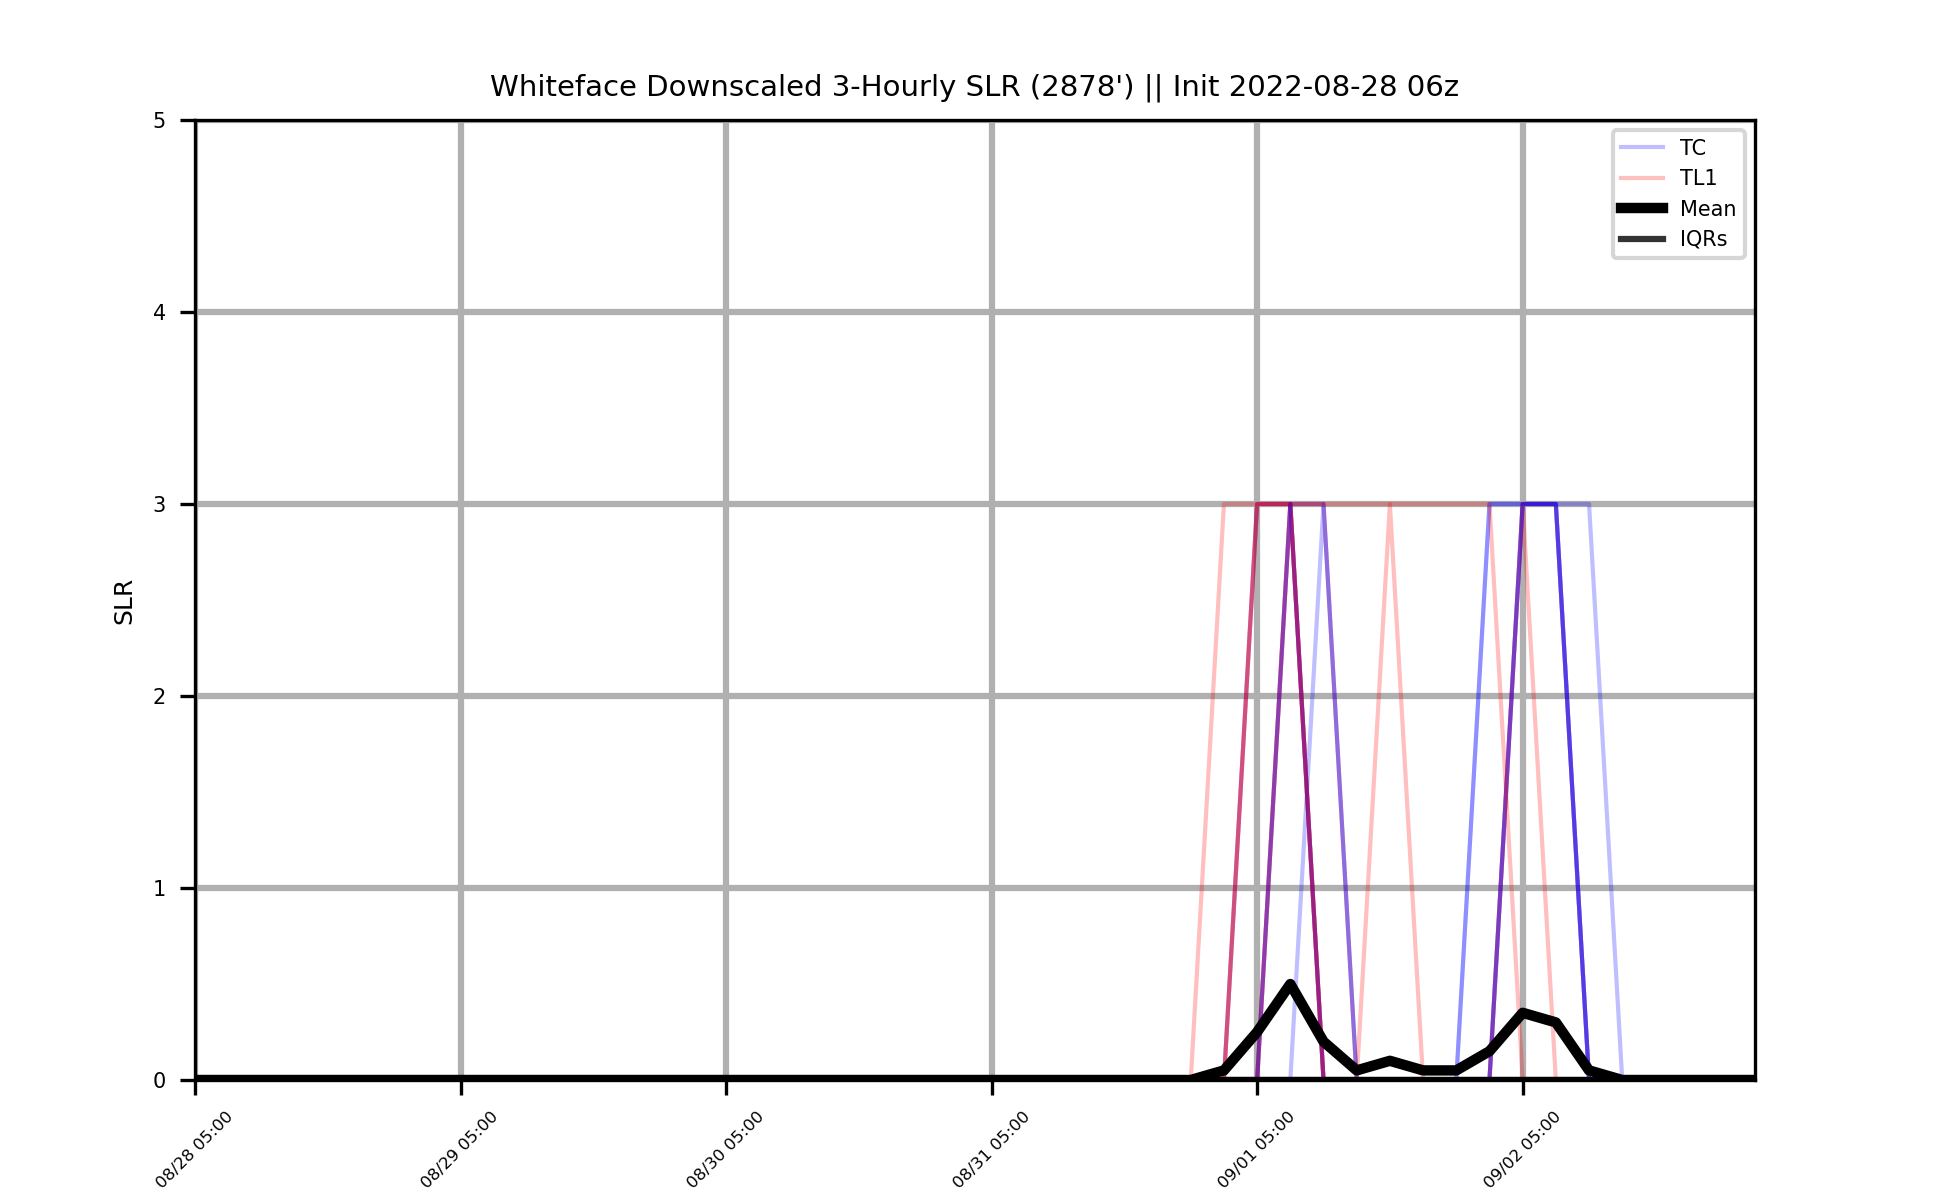 Whiteface Downscaled 3-Hourly SLR (2878') || Init 2022-08-28 06z
5
4
3
2
1
0
SLR
TC
TL1
Mean
IQRs
08/28 05:00
08/29 05:00
08/30 05:00
08/31 05:00
09/01 05:00
09/02 05:00